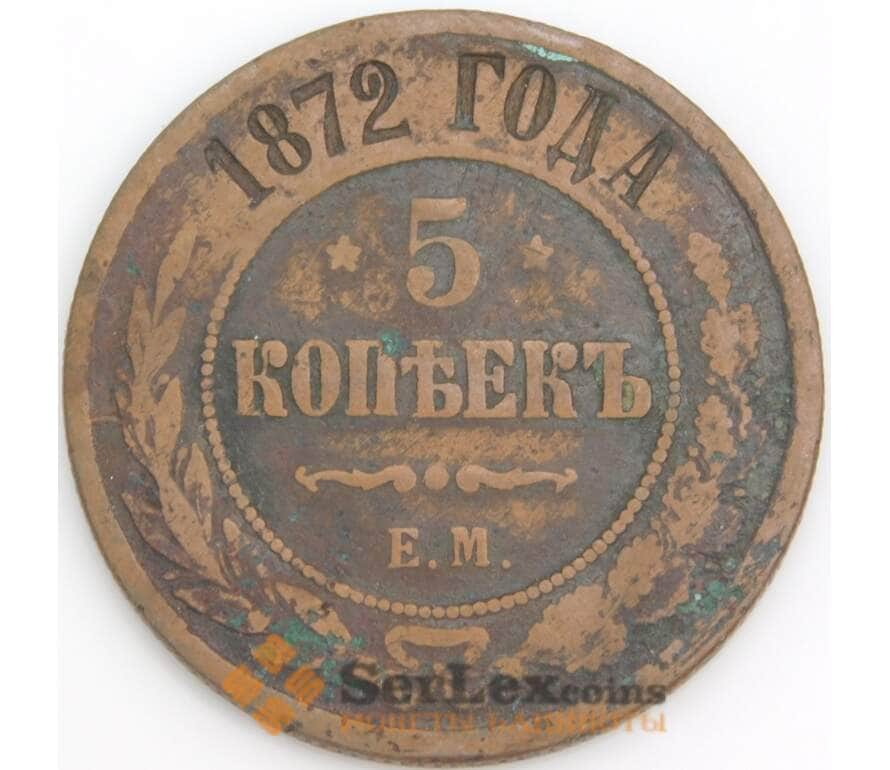 1872 ГОДА
5
КОПѢЕКЪ
Е.М.
SerLexcoins
МОНЕТЫ БАНКНОТЫ